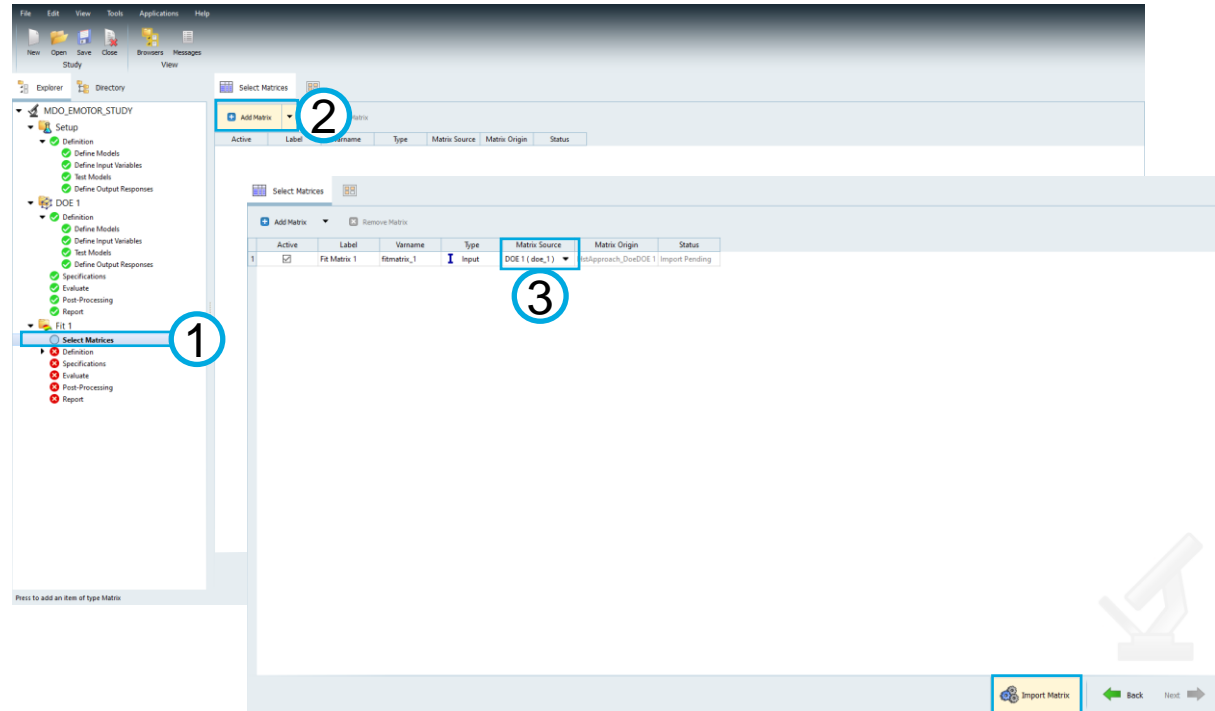 File Edit View Tools Applications Help
New Open Save Close Browsers Messages
Study View
Explorer Directory
Select Matrices
MDO_EMOTOR_STUDY
Setup
Definition
Define Models
Define Input Variables
Test Models
Define Output Responses
DOE 1
Definition
Define Models
Define Input Variables
Test Models
Define Output Responses
Specifications
Evaluate
Post-Processing
Report
Fit 1
Select Matrices
Definition
Specifications
Evaluate
Post-Processing
Report
1
Press to add an item of type Matrix
Add Matrix
2
Matrix
Active Label Type Matrix Source Matrix Origin Status
Select Matrices
Add Matrix Remove Matrix
Active Label Varname Type Matrix Source Matrix Origin Status
1 Fit Matrix 1 fitmatrix_1 I Input DOE 1 ( doe_1 ) stApproach_DoeDOE 1 Import Pending
3
Import Matrix Back Next